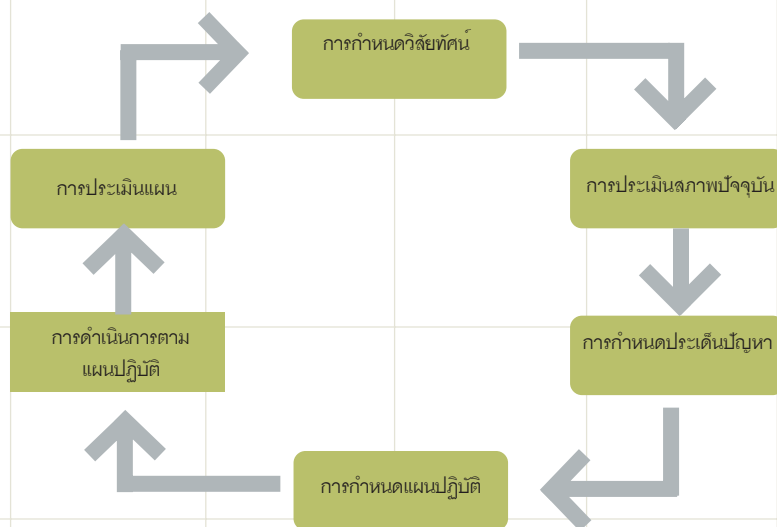 การกำหนดวิสัยทัศน์
การประเมินสภาพปัจจุบัน
การกำหนดประเด็นปัญหา
การกำหนดแผนปฏิบัติ
การดำเนินการตาม
แผนปฏิบัติ
การประเมินแผน